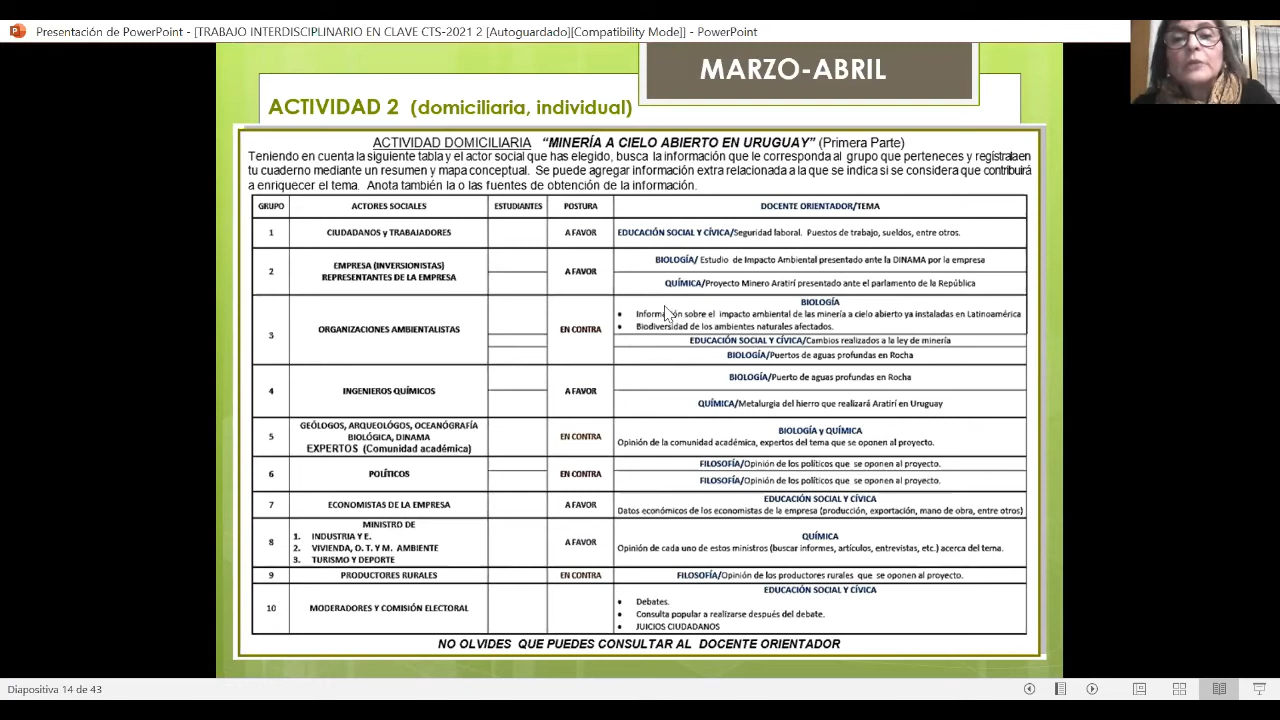 Presentación de PowerPoint - [TRABAJO INTERDISCIPLINARIO EN CLAVE CTS-2021 2 [Autoguardado][Compatibility Mode]] - PowerPoint
MARZO-ABRIL
ACTIVIDAD 2 (domiciliaria, individual)
ACTIVIDAD DOMICILIARIA "MINERÍA A CIELO ABIERTO EN URUGUAY" (Primera Parte)
Teniendo en cuenta la siguiente tabla y el actor social que has elegido, busca la información que le corresponda al grupo que perteneces y regístralaen
tu cuaderno mediante un resumen y mapa conceptual. Se puede agregar información extra relacionada a la que se indica si se considera que contribuirá
a enriquecer el tema. Anota también la o las fuentes de obtención de la información.
GRUPO ACTORES SOCIALES ESTUDIANTES POSTURA DOCENTE ORIENTADOR/TEMA
1 CIUDADANOS y TRABAJADORES A FAVOR EDUCACIÓN SOCIAL Y CÍVICA/Seguridad laboral. Puestos de trabajo, sueldos, entre otros.
2 EMPRESA (INVERSIONISTAS)
REPRESENTANTES DE LA EMPRESA
A FAVOR
BIOLOGÍA/ Estudio de Impacto Ambiental presentado ante la DINAMA por la empresa
QUÍMICA/Proyecto Minero Aratirí presentado ante el parlamento de la República
3 ORGANIZACIONES AMBIENTALISTAS EN CONTRA
BIOLOGÍA
• Información sobre el impacto ambiental de las minería a cielo abierto ya instaladas en Latinoamérica
• Biodiversidad de los ambientes naturales afectados.
EDUCACIÓN SOCIAL Y CÍVICA/Cambios realizados a la ley de minería
BIOLOGÍA/Puertos de aguas profundas en Rocha
4 INGENIEROS QUÍMICOS A FAVOR
BIOLOGÍA/Puerto de aguas profundas en Rocha
QUÍMICA/Metalurgia del hierro que realizará Aratirí en Uruguay
5 GEÓLOGOS, ARQUEOLÓGOS, OCEANÓGRAFÍA
BIOLÓGICA, DINAMA
EXPERTOS (Comunidad académica)
EN CONTRA
BIOLOGÍA y QUÍMICA
Opinión de la comunidad académica, expertos del tema que se oponen al proyecto.
6 POLÍTICOS EN CONTRA
FILOSOFÍA/Opinión de los políticos que se oponen al proyecto.
FILOSOFÍA/Opinión de los políticos que se oponen al proyecto.
7 ECONOMISTAS DE LA EMPRESA A FAVOR
EDUCACIÓN SOCIAL Y CÍVICA
Datos económicos de los economistas de la empresa (producción, exportación, mano de obra, entre otros)
8 MINISTRO DE
1. INDUSTRIA Y E.
2. VIVIENDA, O. T. Y M. AMBIENTE
3. TURISMO Y DEPORTE
A FAVOR
QUÍMICA
Opinión de cada uno de estos ministros (buscar informes, artículos, entrevistas, etc.) acerca del tema.
9 PRODUCTORES RURALES EN CONTRA FILOSOFÍA/Opinión de los productores rurales que se oponen al proyecto.
10 MODERADORES Y COMISIÓN ELECTORAL
EDUCACIÓN SOCIAL Y CÍVICA
• Debates.
• Consulta popular a realizarse después del debate.
• JUICIOS CIUDADANOS
NO OLVIDES QUE PUEDES CONSULTAR AL DOCENTE ORIENTADOR
Diapositiva 14 de 43